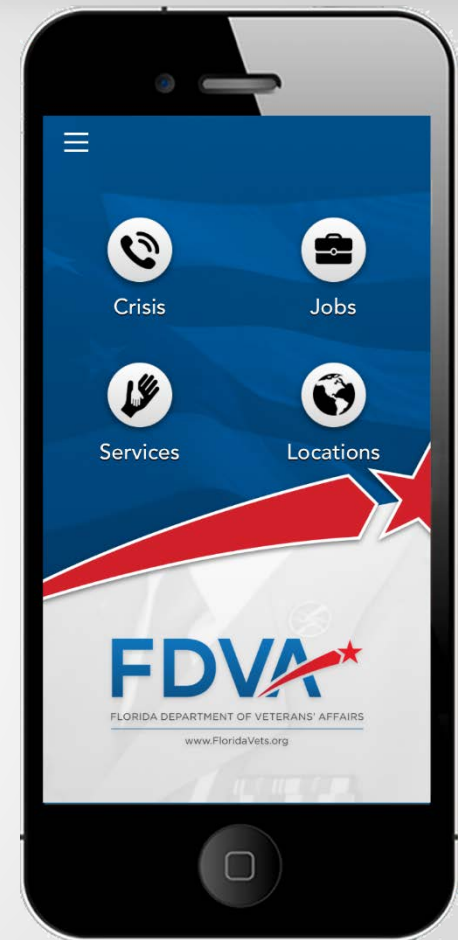 Crisis
Jobs
Services
Locations
FDVA
FLORIDA DEPARTMENT OF VETERANS' AFFAIRS
www.FloridaVets.org